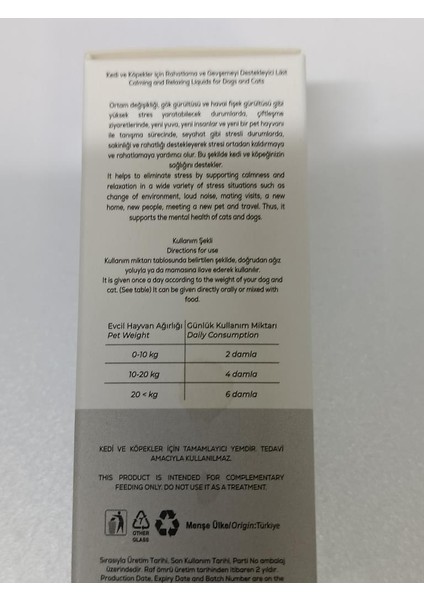 Kedi ve Köpekler için Rahatlama ve Gevşemeyi Destekleyici Likit
Calming and Relaxing Liquids for Dogs and Cats
Ortam değişikliği, gök gürültüsü ve havai fişek gürültüsü gibi
yüksek stres yaratabilecek durumlarda, çiftleşme
ziyaretlerinde, yeni yuva, yeni insanlar ve yeni bir pet hayvanı
ile tanışma sürecinde, seyahat gibi stresli durumlarda,
sakinliği ve rahatlığı destekleyerek stresi ortadan kaldırmaya
ve rahatlamaya yardımcı olur. Bu şekilde kedi ve köpeğinizin
sağlığını destekler.
It helps to eliminate stress by supporting calmness and
relaxation in a wide variety of stress situations such as
change of environment, loud noise, mating visits, a new
home, new people, meeting a new pet and travel. Thus, it
supports the mental health of cats and dogs.
Kullanım Şekli
Directions for use
Kullanım miktarı tablosunda belirtilen şekilde, doğrudan ağız
yoluyla ya da mamasına ilave ederek kullanılır.
It is given once a day according to the weight of your dog and
cat. (See table) It can be given directly orally or mixed with
food.
Evcil Hayvan Ağırlığı Günlük Kullanım Miktarı
Pet Weight Daily Consumption
0-10 kg 2 damla
10-20 kg 4 damla
20 < kg 6 damla
KEDİ VE KÖPEKLER İÇİN TAMAMLAYICI YEMDİR. TEDAVİ
AMACIYLA KULLANILMAZ.
THIS PRODUCT IS INTENDED FOR COMPLEMENTARY
FEEDING ONLY. DO NOT USE IT AS A TREATMENT.
OTHER
GLASS
Menşe Ülke/Origin:Türkiye
Sırasıyla Üretim Tarihi, Son Kullanım Tarihi, Parti No ambalaj
üzerindedir. Raf ömrü üretim tarihinden itibaren 2 yıldır.
Production Date, Expiry Date and Batch Number are on the